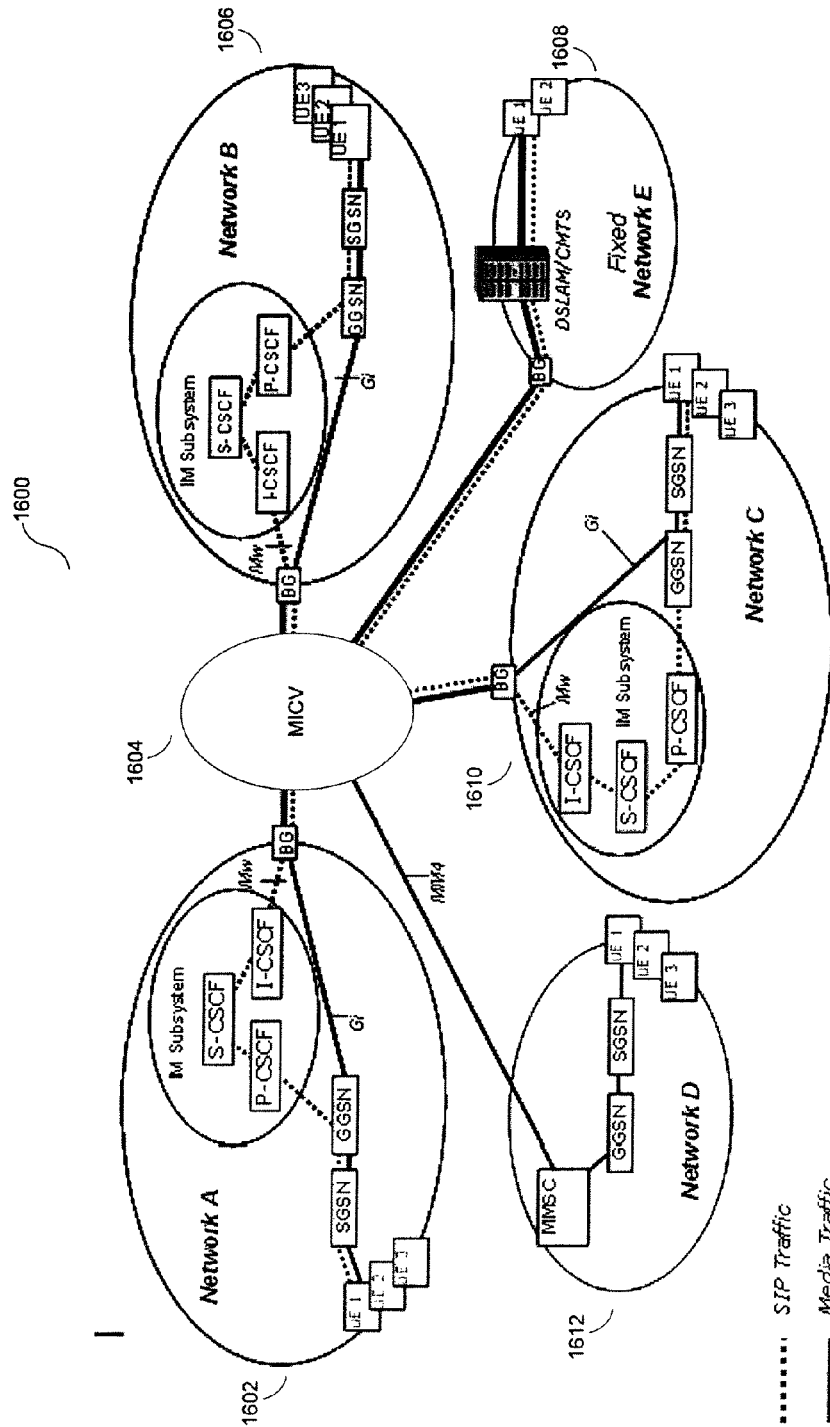 1600
1602
Network A
IM Subsystem
S-CSCF
P-CSCF
I-CSCF
Mw
BG
Gi
GGSN
SGSN
UE 1
UE 2
UE 3
1604
MICV
1606
Network B
IM Subsystem
S-CSCF
I-CSCF
P-CSCF
Mw
BG
Gi
GGSN
SGSN
UE 1
UE2
UE3
1612
MMSC
MM4
GGSN
SGSN
UE 1
UE 2
UE 3
Network D
1610
BG
Mw
Gi
I-CSCF
IM Subsystem
S-CSCF
P-CSCF
GGSN
SGSN
UE 1
UE 2
UE 3
Network C
1608
BG
DSLAM/CMTS
UE 1
UE 2
Fixed
Network E
SIP Traffic
Media Traffic